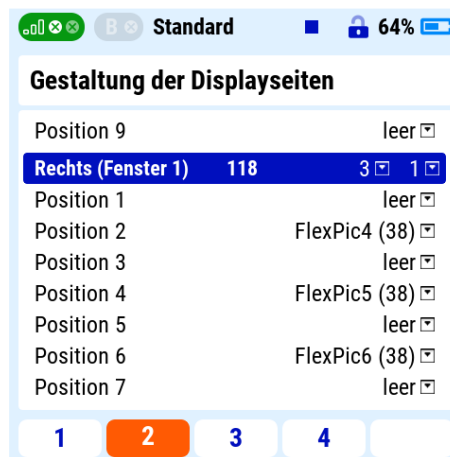 B Standard 64%
Gestaltung der Displayseiten
Position 9 leer
Rechts (Fenster 1) 118 3 1
Position 1 leer
Position 2 FlexPic4 (38)
Position 3 leer
Position 4 FlexPic5 (38)
Position 5 leer
Position 6 FlexPic6 (38)
Position 7 leer
1 2 3 4